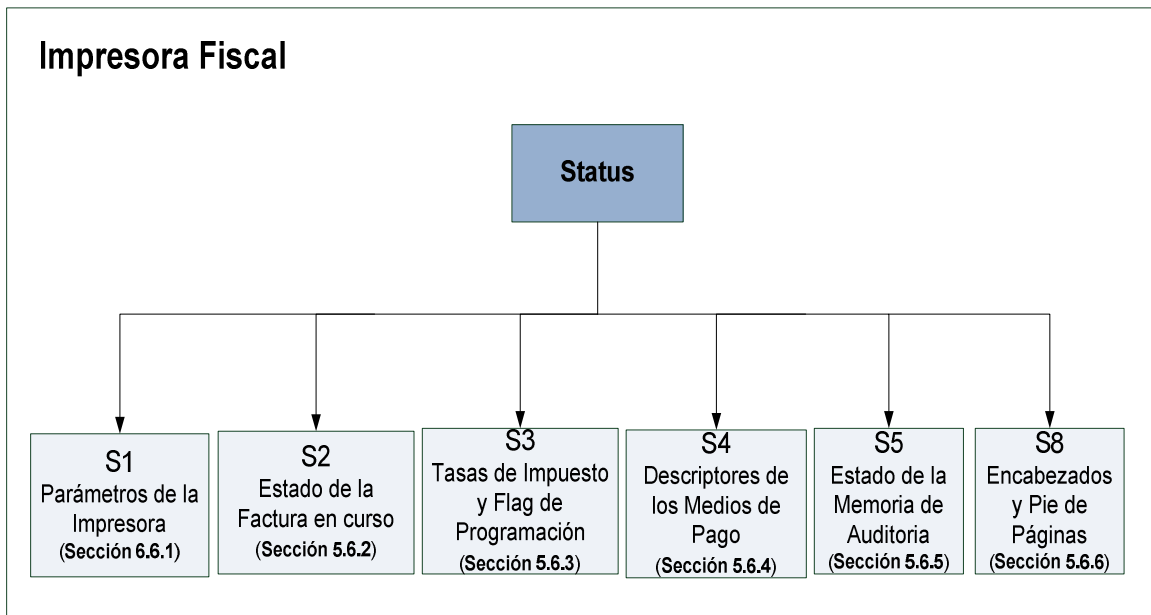 Impresora Fiscal
Status
S1
Parámetros de la
Impresora
(Sección 6.6.1)
S2
Estado de la
Factura en curso
(Sección 5.6.2)
S3
Tasas de Impuesto
y Flag de
Programación
(Sección 5.6.3)
S4
Descriptores de
los Medios de
Pago
(Sección 5.6.4)
S5
Estado de la
Memoria de
Auditoria
(Sección 5.6.5)
S8
Encabezados
y Pie de
Páginas
(Sección 5.6.6)